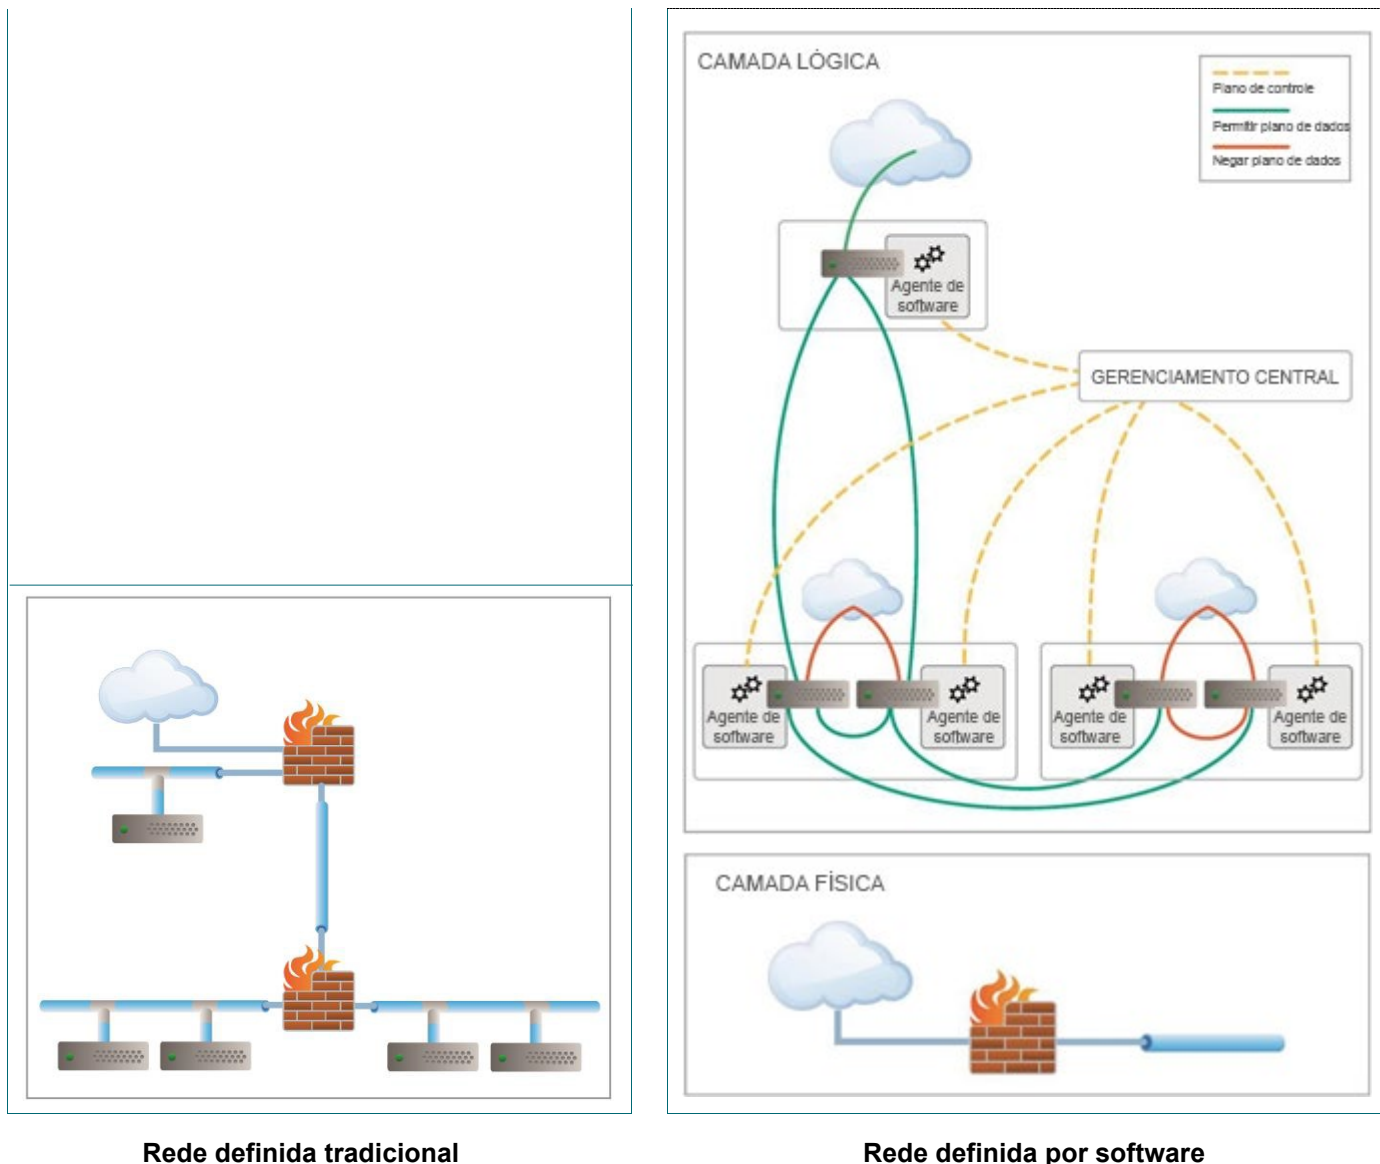 CAMADA LÓGICA
Plano de controle
Permitir plano de dados
Negar plano de dados
Agente de
software
GERENCIAMENTO CENTRAL
Agente de
software
Agente de
software
Agente de
software
Agente de
software
CAMADA FÍSICA
Rede definida tradicional
Rede definida por software